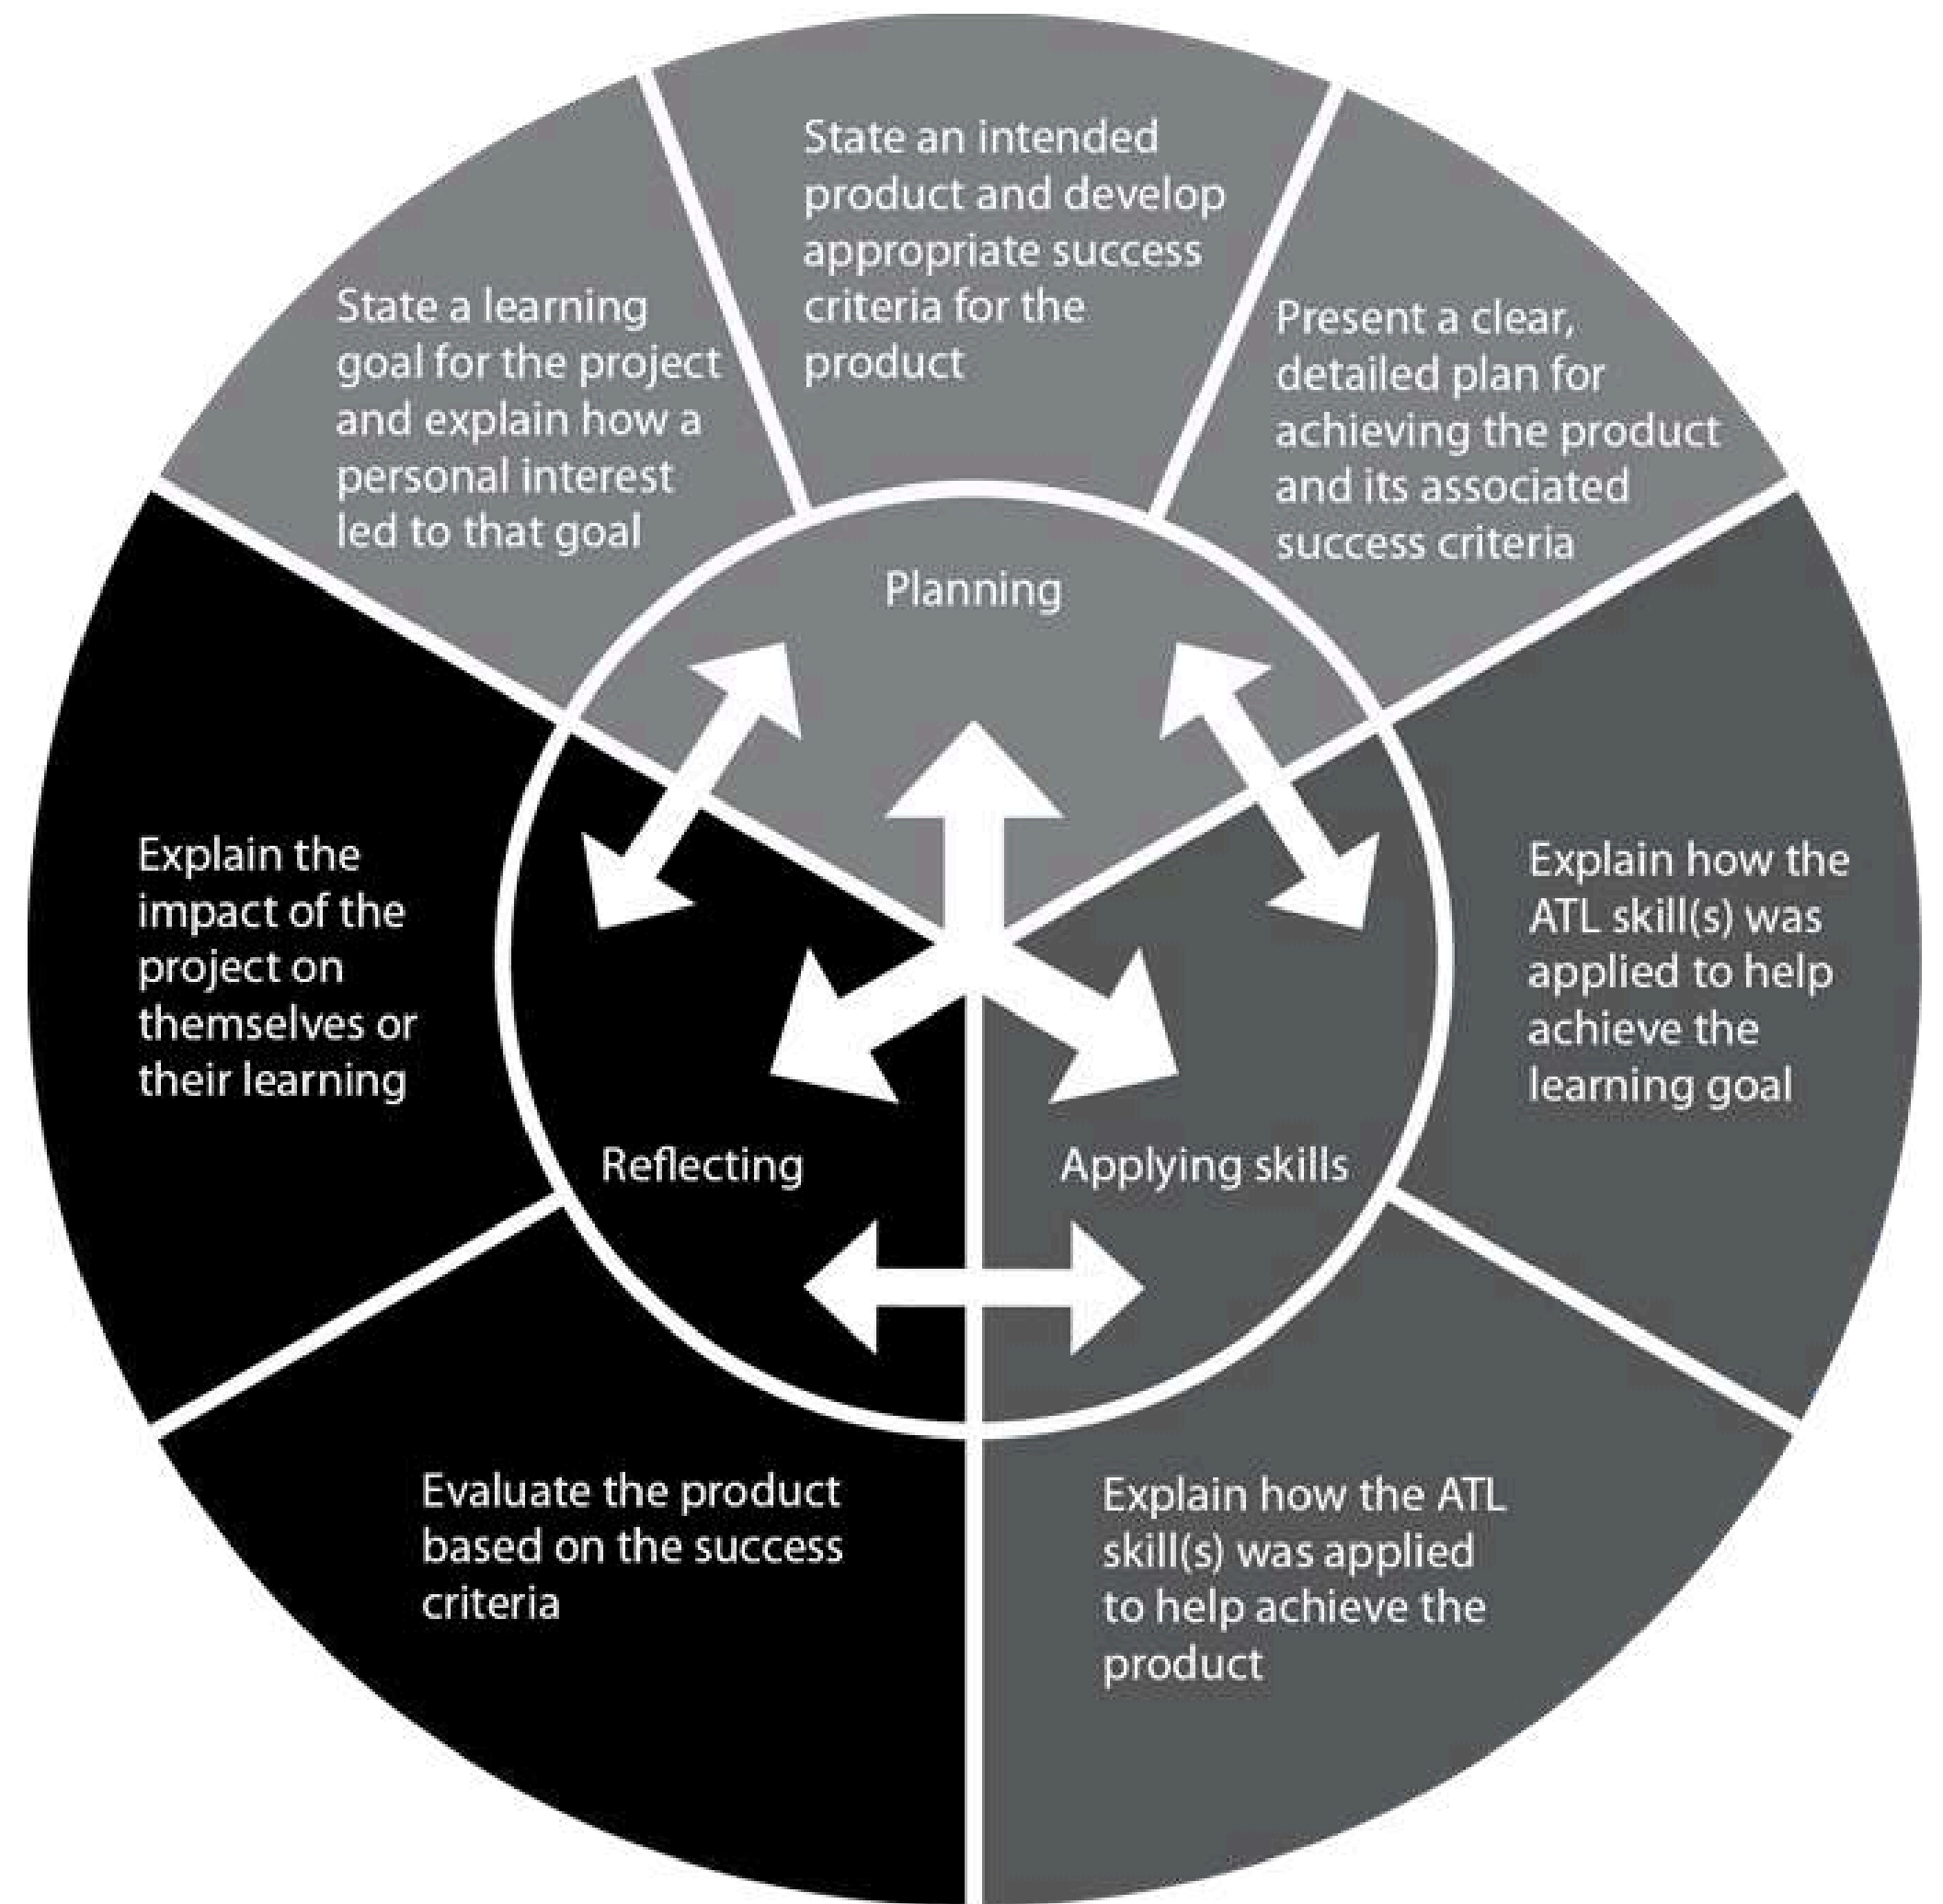 State an intended
product and develop
appropriate success
criteria for the
product
State a learning
goal for the project
and explain how a
personal interest
led to that goal
Present a clear,
detailed plan for
achieving the product
and its associated
success criteria
Planning
Explain the
impact of the
project on
themselves or
their learning
Explain how the
ATL skill(s) was
applied to help
achieve the
learning goal
Reflecting
Applying skills
Evaluate the product
based on the success
criteria
Explain how the ATL
skill(s) was applied
to help achieve the
product